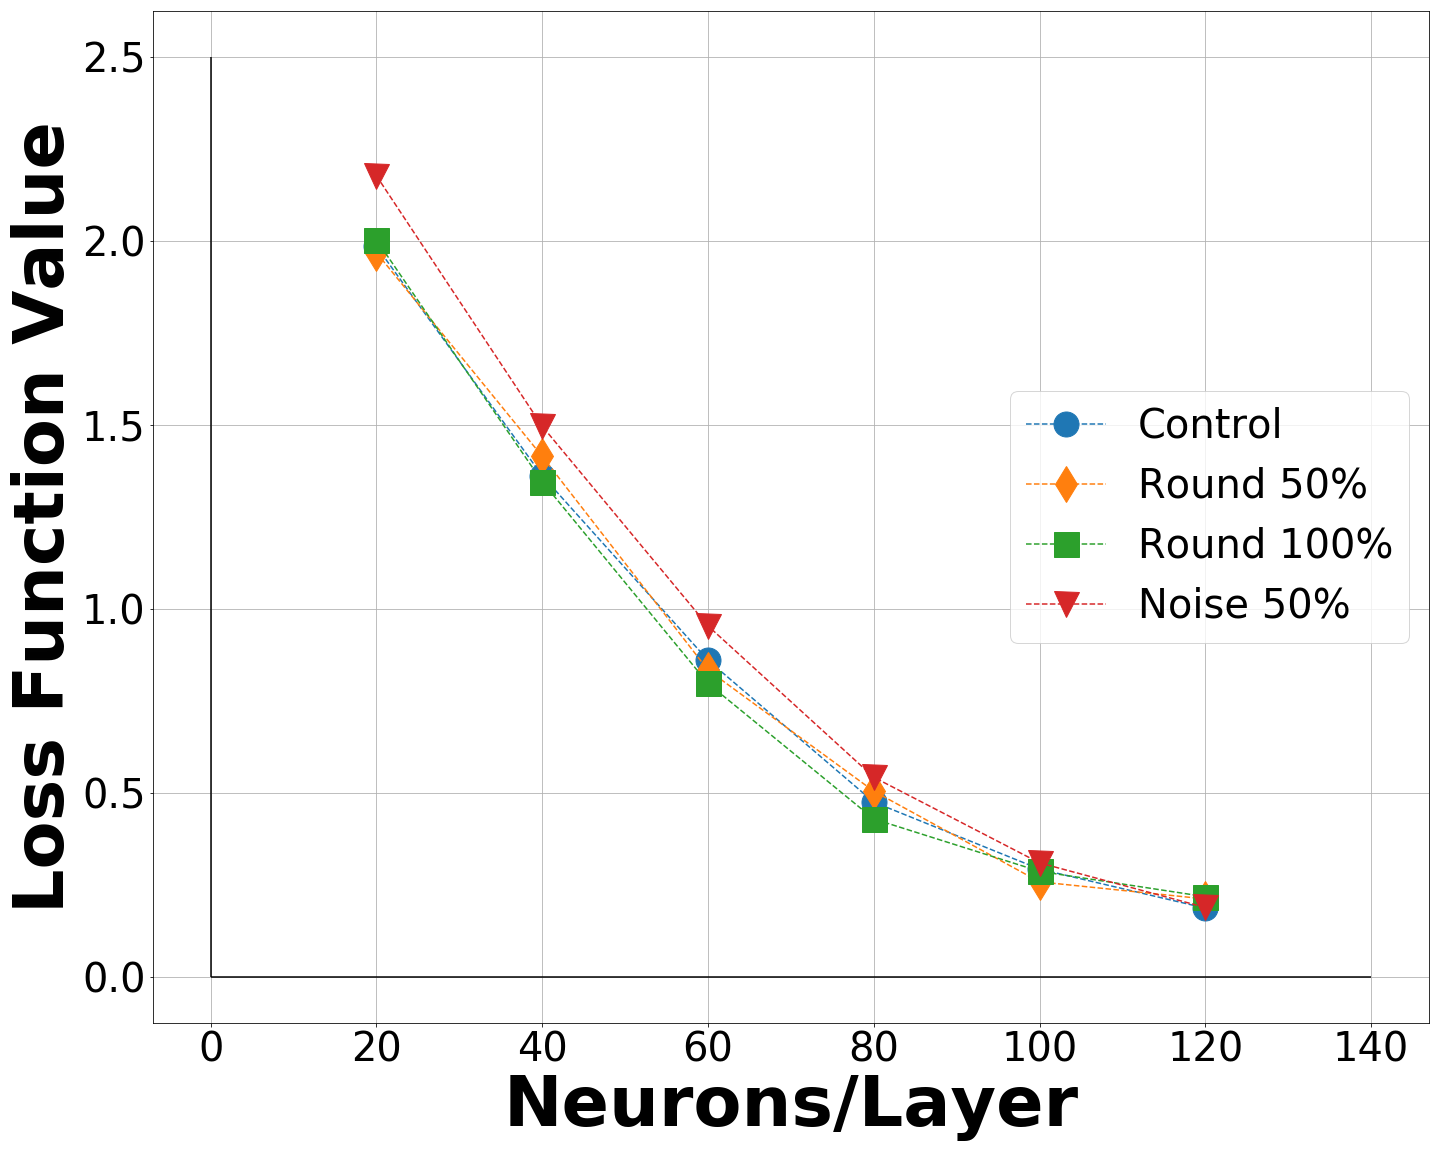 Loss Function Value
2.5
2.0
1.5
1.0
0.5
0.0
Control
Round 50%
Round 100%
Noise 50%
0 20 40 60 80 100 120 140
Neurons/Layer